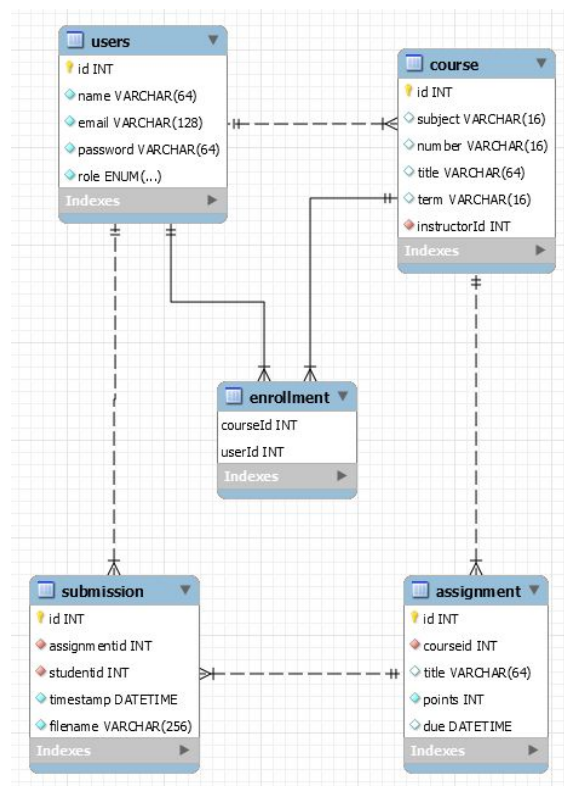 users
id INT
name VARCHAR(64)
email VARCHAR(128)
password VARCHAR(64)
role ENUM(...)
Indexes
course
id INT
subject VARCHAR(16)
number VARCHAR(16)
title VARCHAR(64)
term VARCHAR(16)
instructorId INT
Indexes
enrollment
courseId INT
userId INT
Indexes
submission
id INT
assignmentid INT
studentid INT
timestamp DATETIME
filename VARCHAR(256)
Indexes
assignment
id INT
courseid INT
title VARCHAR(64)
points INT
due DATETIME
Indexes